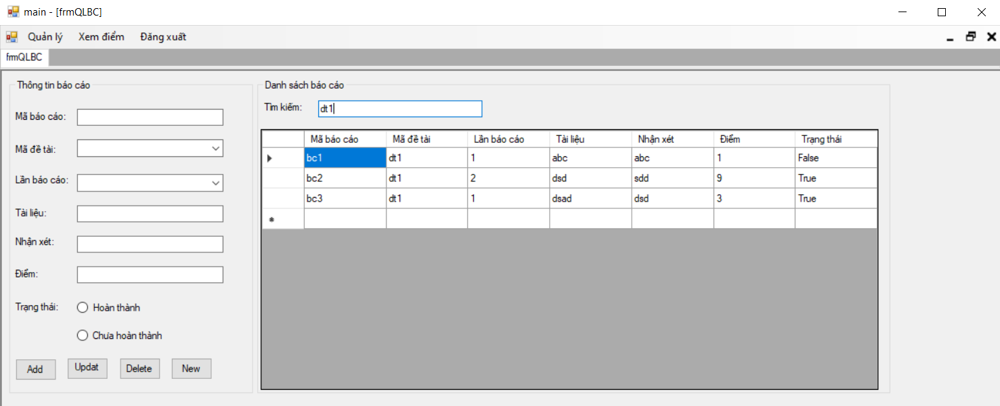 main - [frmQLBC]
Quản lý Xem điểm Đăng xuất
frmQLBC
Thông tin báo cáo
Mã báo cáo:
Mã đề tài:
Lần báo cáo:
Tài liệu:
Nhận xét:
Điểm:
Trạng thái: Hoàn thành
Chưa hoàn thành
Add Updat Delete New
Danh sách báo cáo
Tìm kiếm: dt1
Mã báo cáo Mã đề tài Lần báo cáo Tài liệu Nhận xét Điểm Trạng thái
bc1 dt1 1 abc abc 1 False
bc2 dt1 2 dsd sdd 9 True
bc3 dt1 1 dsad dsd 3 True